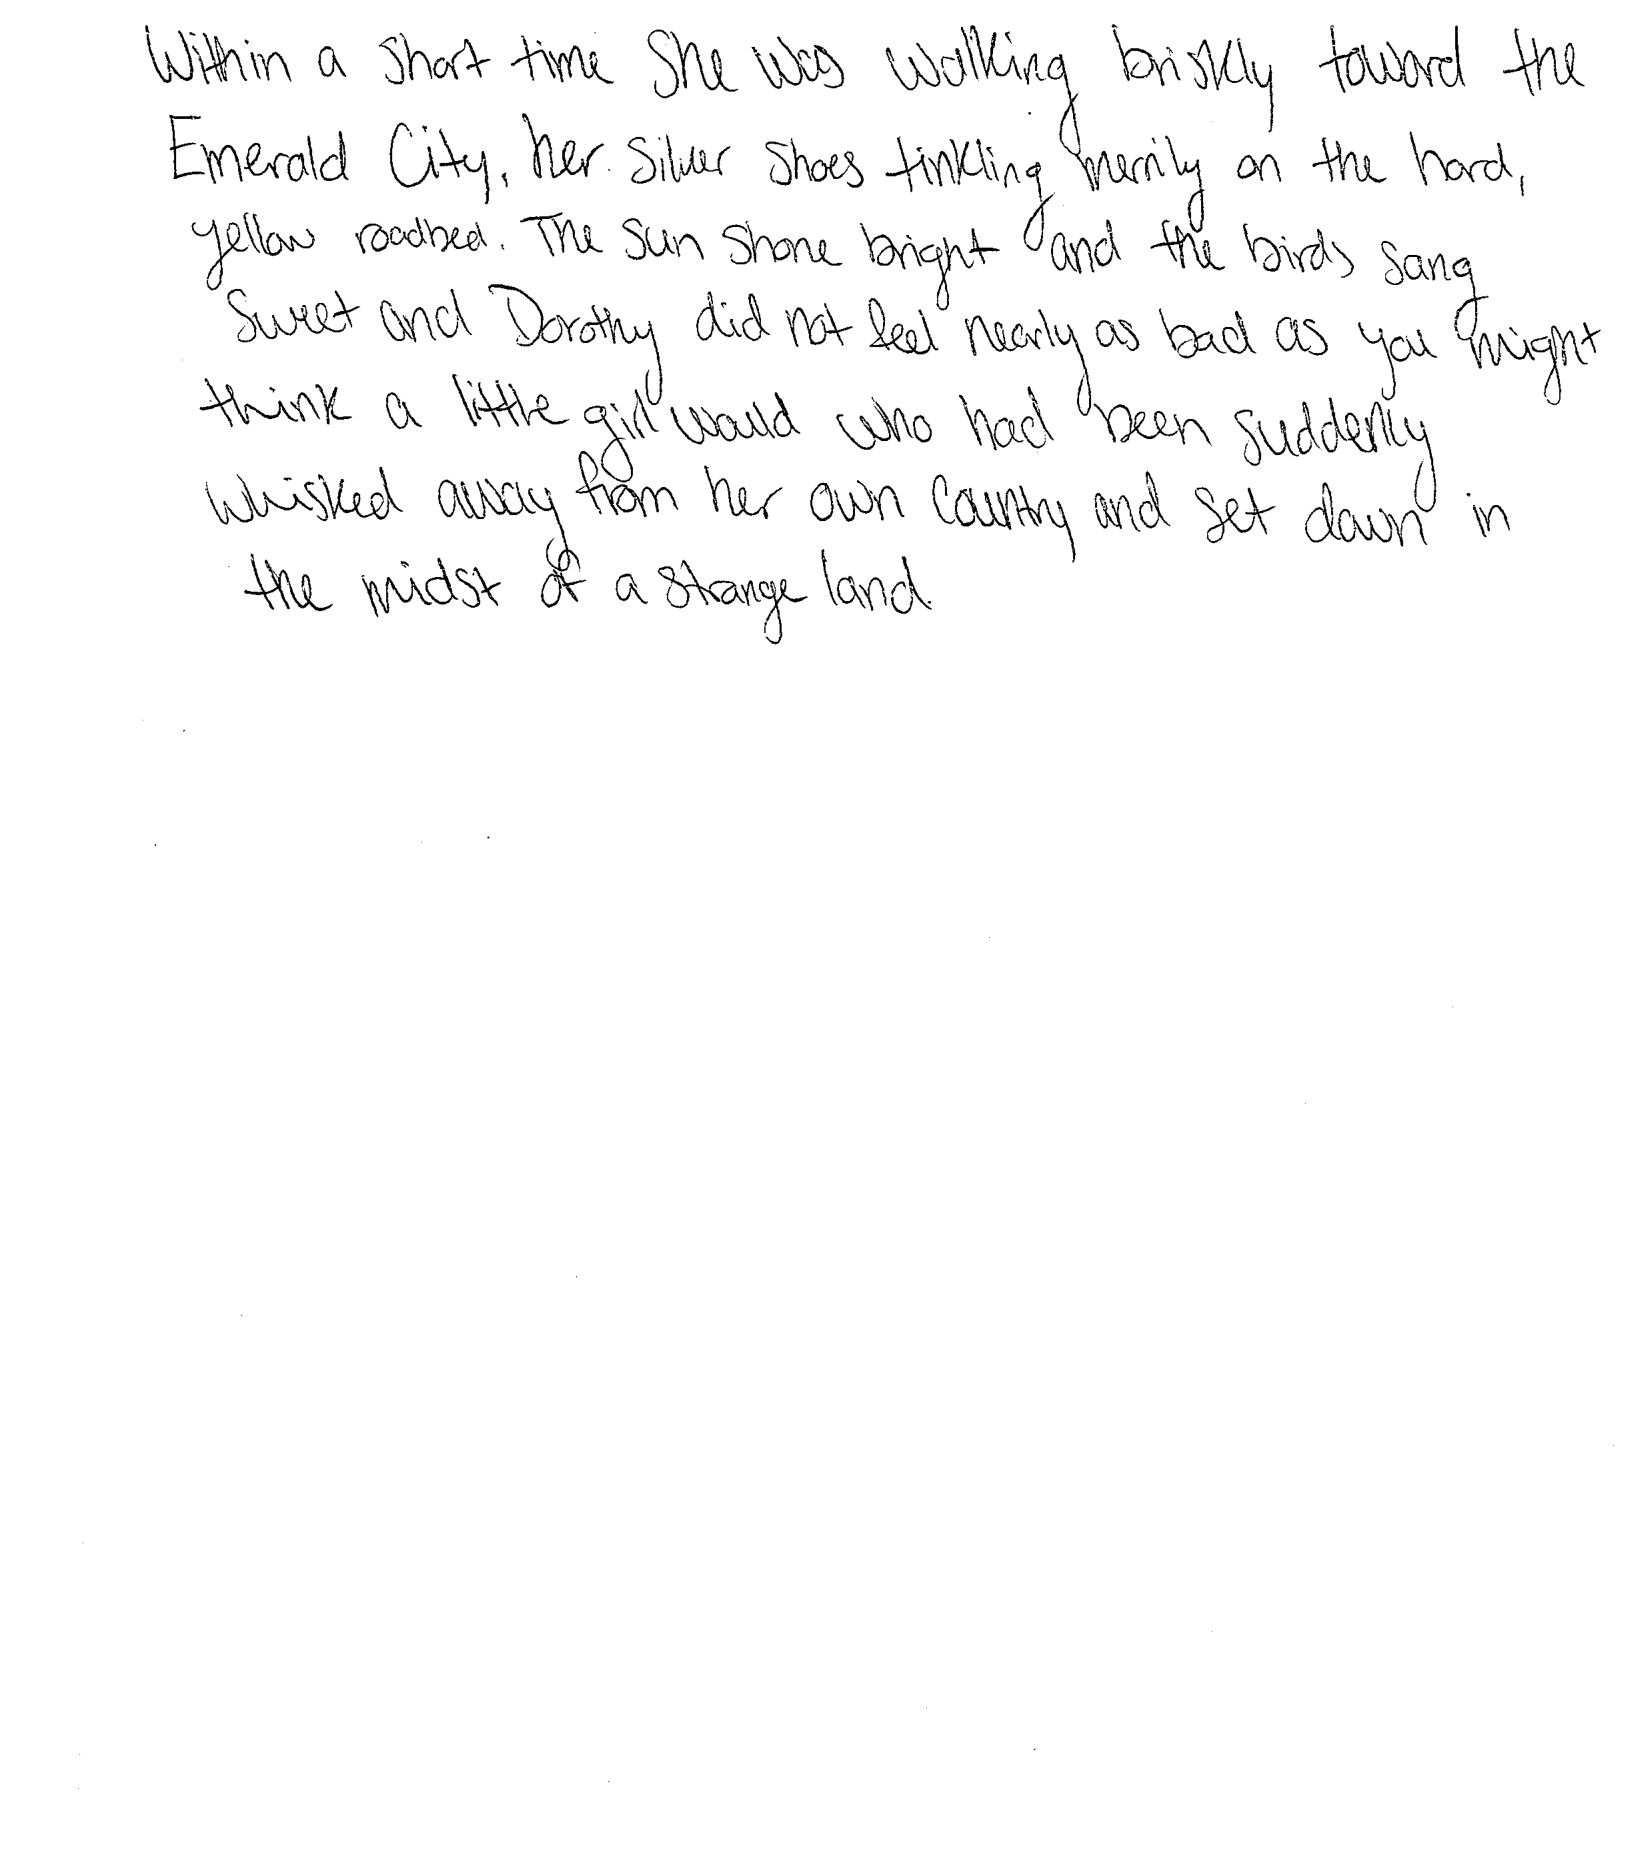 Within a short time she was walking briskly toward the
Emerald City, her silver shoes tinkling merrily on the hard,
yellow roadbed. The sun shone bright and the birds sang
sweet and Dorothy did not feel nearly as bad as you might
think a little girl would who had been suddenly
whisked away from her own country and set down in
the midst of a strange land.